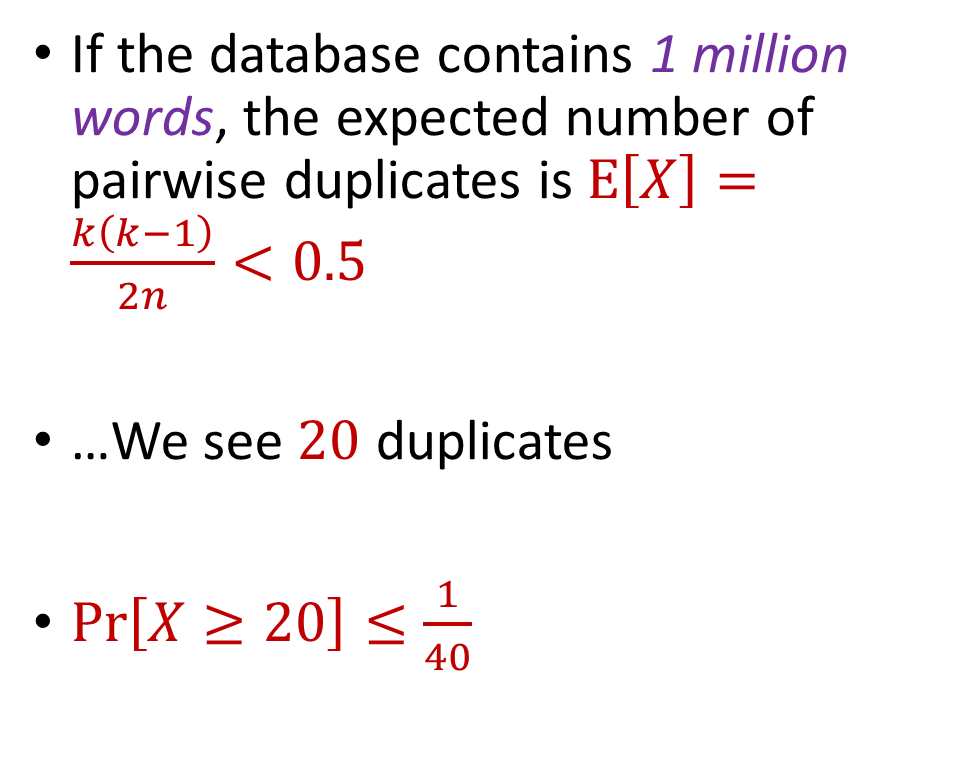 • If the database contains 1 million
words, the expected number of
pairwise duplicates is E[X] =
k(k−1)/2n < 0.5
• …We see 20 duplicates
• Pr[X ≥ 20] ≤ 1/40